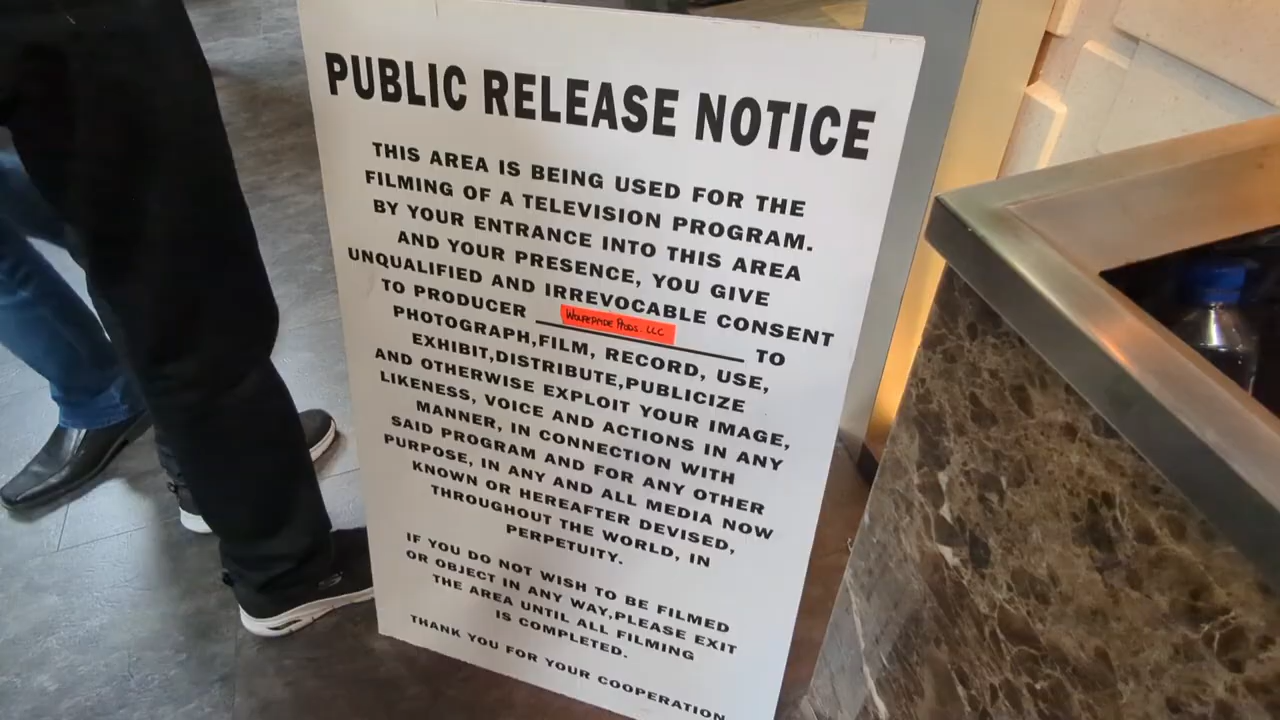 PUBLIC RELEASE NOTICE
THIS AREA IS BEING USED FOR THE
FILMING OF A TELEVISION PROGRAM.
BY YOUR ENTRANCE INTO THIS AREA
AND YOUR PRESENCE, YOU GIVE
UNQUALIFIED AND IRREVOCABLE CONSENT
TO PRODUCER PRODS. LLC TO
PHOTOGRAPH,FILM, RECORD, USE,
EXHIBIT,DISTRIBUTE,PUBLICIZE
AND OTHERWISE EXPLOIT YOUR IMAGE,
LIKENESS, VOICE AND ACTIONS IN ANY
MANNER, IN CONNECTION WITH
SAID PROGRAM AND FOR ANY OTHER
PURPOSE, IN ANY AND ALL MEDIA NOW
KNOWN OR HEREAFTER DEVISED,
THROUGHOUT THE WORLD, IN
PERPETUITY.
IF YOU DO NOT WISH TO BE FILMED
OR OBJECT IN ANY WAY,PLEASE EXIT
THE AREA UNTIL ALL FILMING
IS COMPLETED.
THANK YOU FOR YOUR COOPERATION